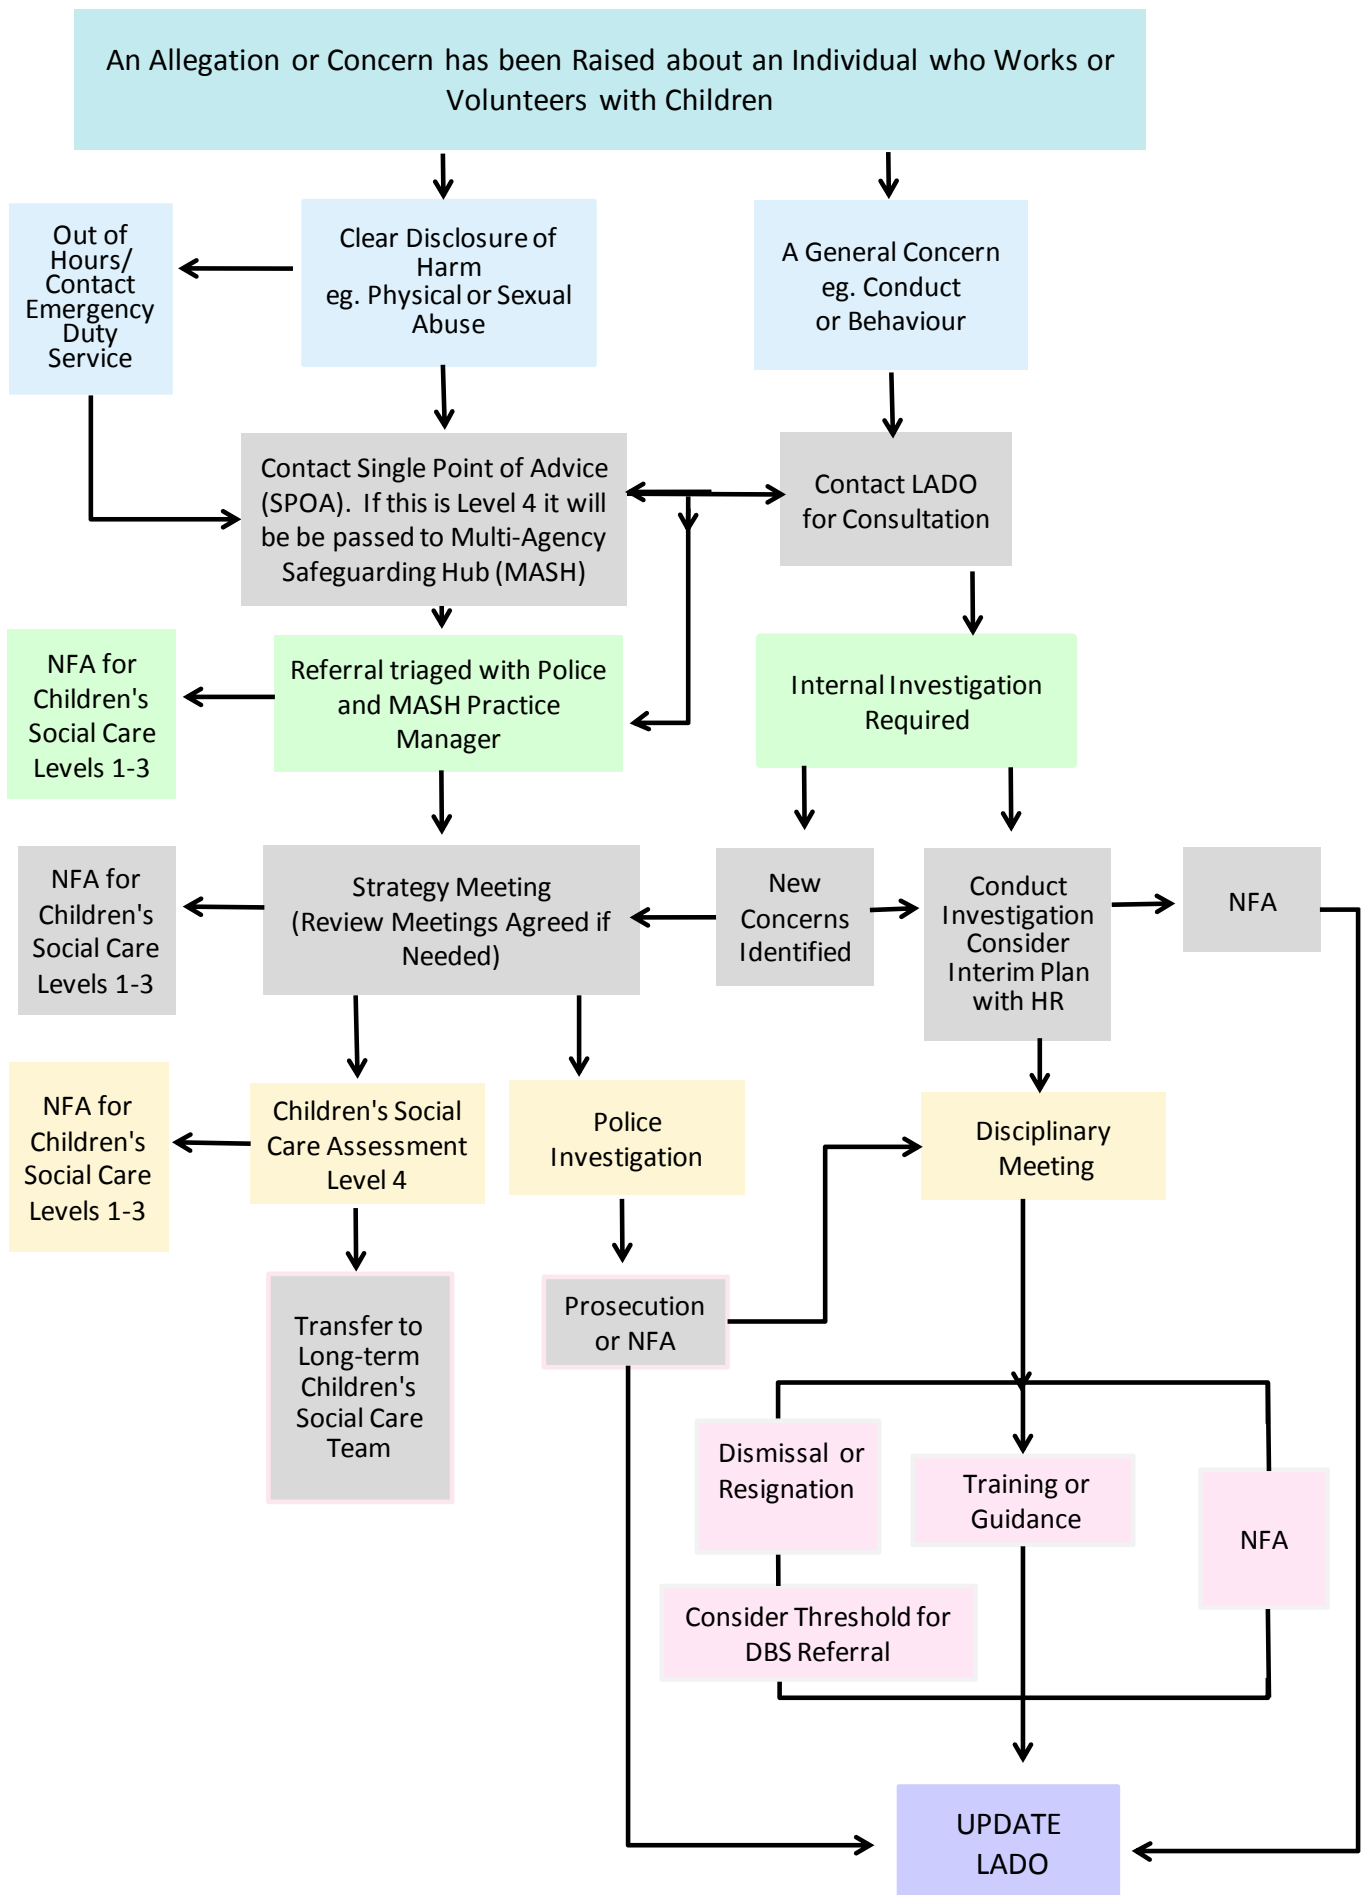 An Allegation or Concern has been Raised about an Individual who Works or
Volunteers with Children
Out of
Hours/
Contact
Emergency
Duty
Service
Clear Disclosure of
Harm
eg. Physical or Sexual
Abuse
A General Concern
eg. Conduct
or Behaviour
Contact Single Point of Advice
(SPOA). If this is Level 4 it will
be be passed to Multi-Agency
Safeguarding Hub (MASH)
Contact LADO
for Consultation
NFA for
Children's
Social Care
Levels 1-3
Referral triaged with Police
and MASH Practice
Manager
Internal Investigation
Required
NFA for
Children's
Social Care
Levels 1-3
Strategy Meeting
(Review Meetings Agreed if
Needed)
New
Concerns
Identified
Conduct
Investigation
Consider
Interim Plan
with HR
NFA
NFA for
Children's
Social Care
Levels 1-3
Children's Social
Care Assessment
Level 4
Police
Investigation
Disciplinary
Meeting
Transfer to
Long-term
Children's
Social Care
Team
Prosecution
or NFA
Dismissal or
Resignation
Training or
Guidance
NFA
Consider Threshold for
DBS Referral
UPDATE
LADO